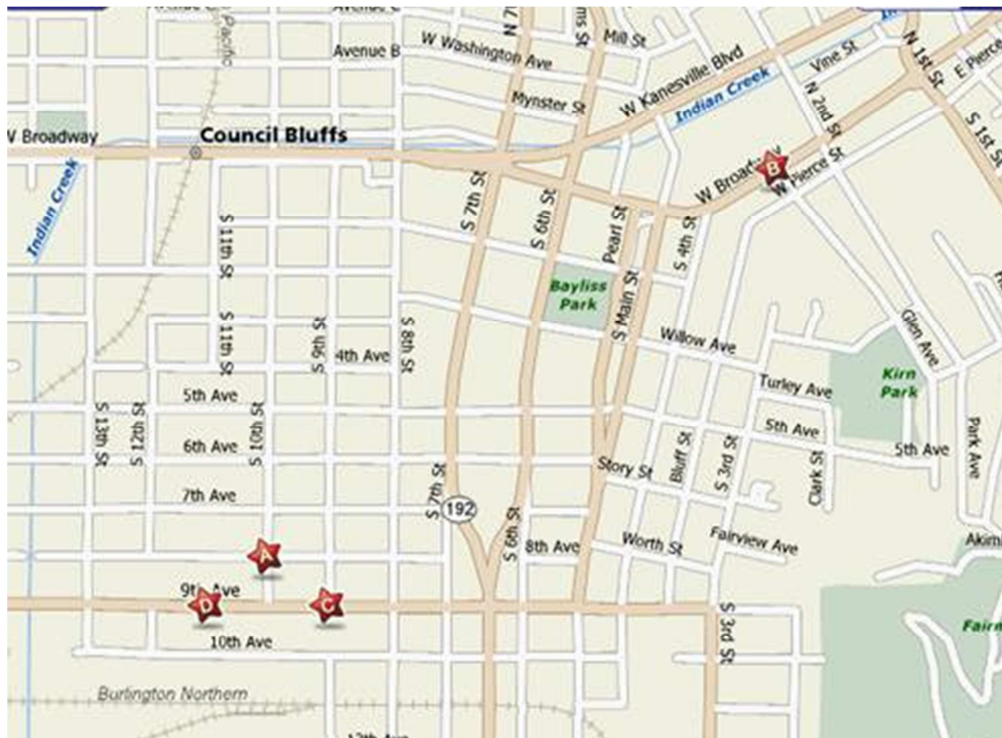 Avenue B
W Washington Ave
Mill St
Vine St
N 1st St
E Pierce
W Kanesville Blvd
Indian Creek
Mynster St
N 2nd St
S 1st St
Pacific
N 7t
W Broadway
Council Bluffs
W Broadway
B
W Pierce St
Indian Creek
S 11th St
S 7th St
S 6th St
Pearl St
S 4th St
Bayliss
Park
S Main St
S 11th St
S 9th St
4th Ave
S 8th St
Willow Ave
Glen Ave
Kirn
Park
Turley Ave
5th Ave
S 13th St
S 12th St
S 10th St
6th Ave
5th Ave
5th Ave
Park Ave
Story St
Bluff St
S 3rd St
Clark St
7th Ave
S 7th St
192
S 6th St
8th Ave
Worth St
Fairview Ave
A
9th Ave
D
C
10th Ave
S 3rd St
Burlington Northern